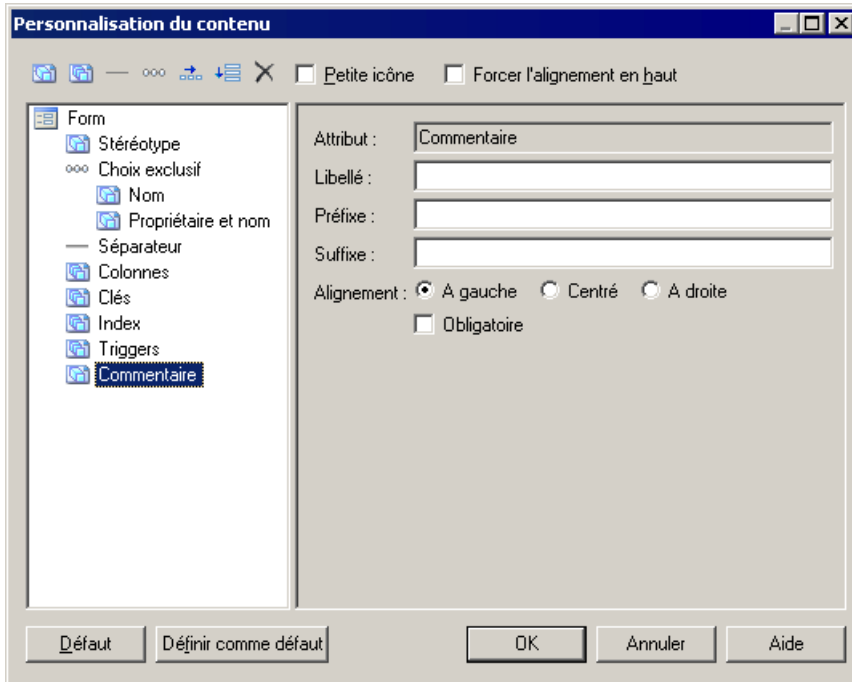 Personnalisation du contenu
Petite icône
Forcer l'alignement en haut
Form
Stéréotype
Choix exclusif
Nom
Propriétaire et nom
Séparateur
Colonnes
Clés
Index
Triggers
Commentaire
Attribut : Commentaire
Libellé :
Préfixe :
Suffixe :
Alignement : A gauche Centré A droite
Obligatoire
Défaut Définir comme défaut OK Annuler Aide